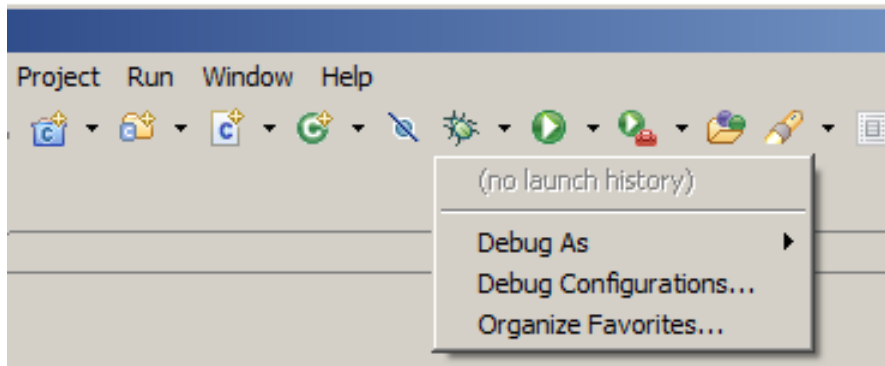 Project Run Window Help
(no launch history)
Debug As
Debug Configurations...
Organize Favorites...